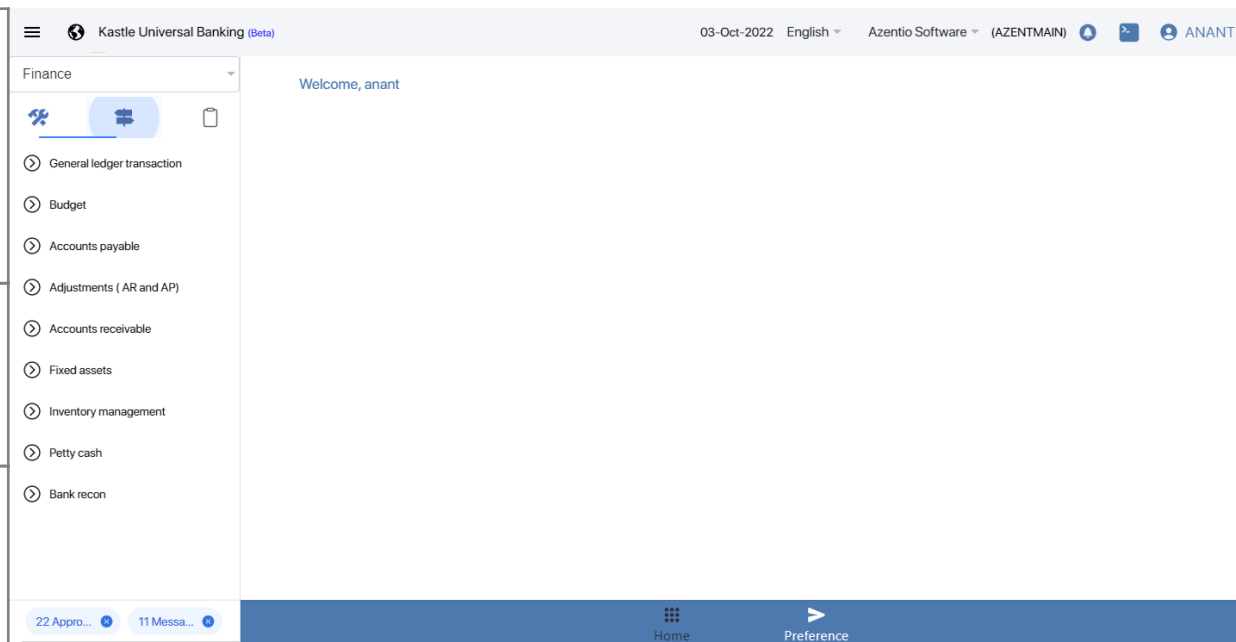 Kastle Universal Banking (Beta)
03-Oct-2022 English Azentio Software (AZENTMAIN) ANANT
Finance
Welcome, anant
General ledger transaction
Budget
Accounts payable
Adjustments ( AR and AP)
Accounts receivable
Fixed assets
Inventory management
Petty cash
Bank recon
22 Appro... 11 Messa...
Home Preference